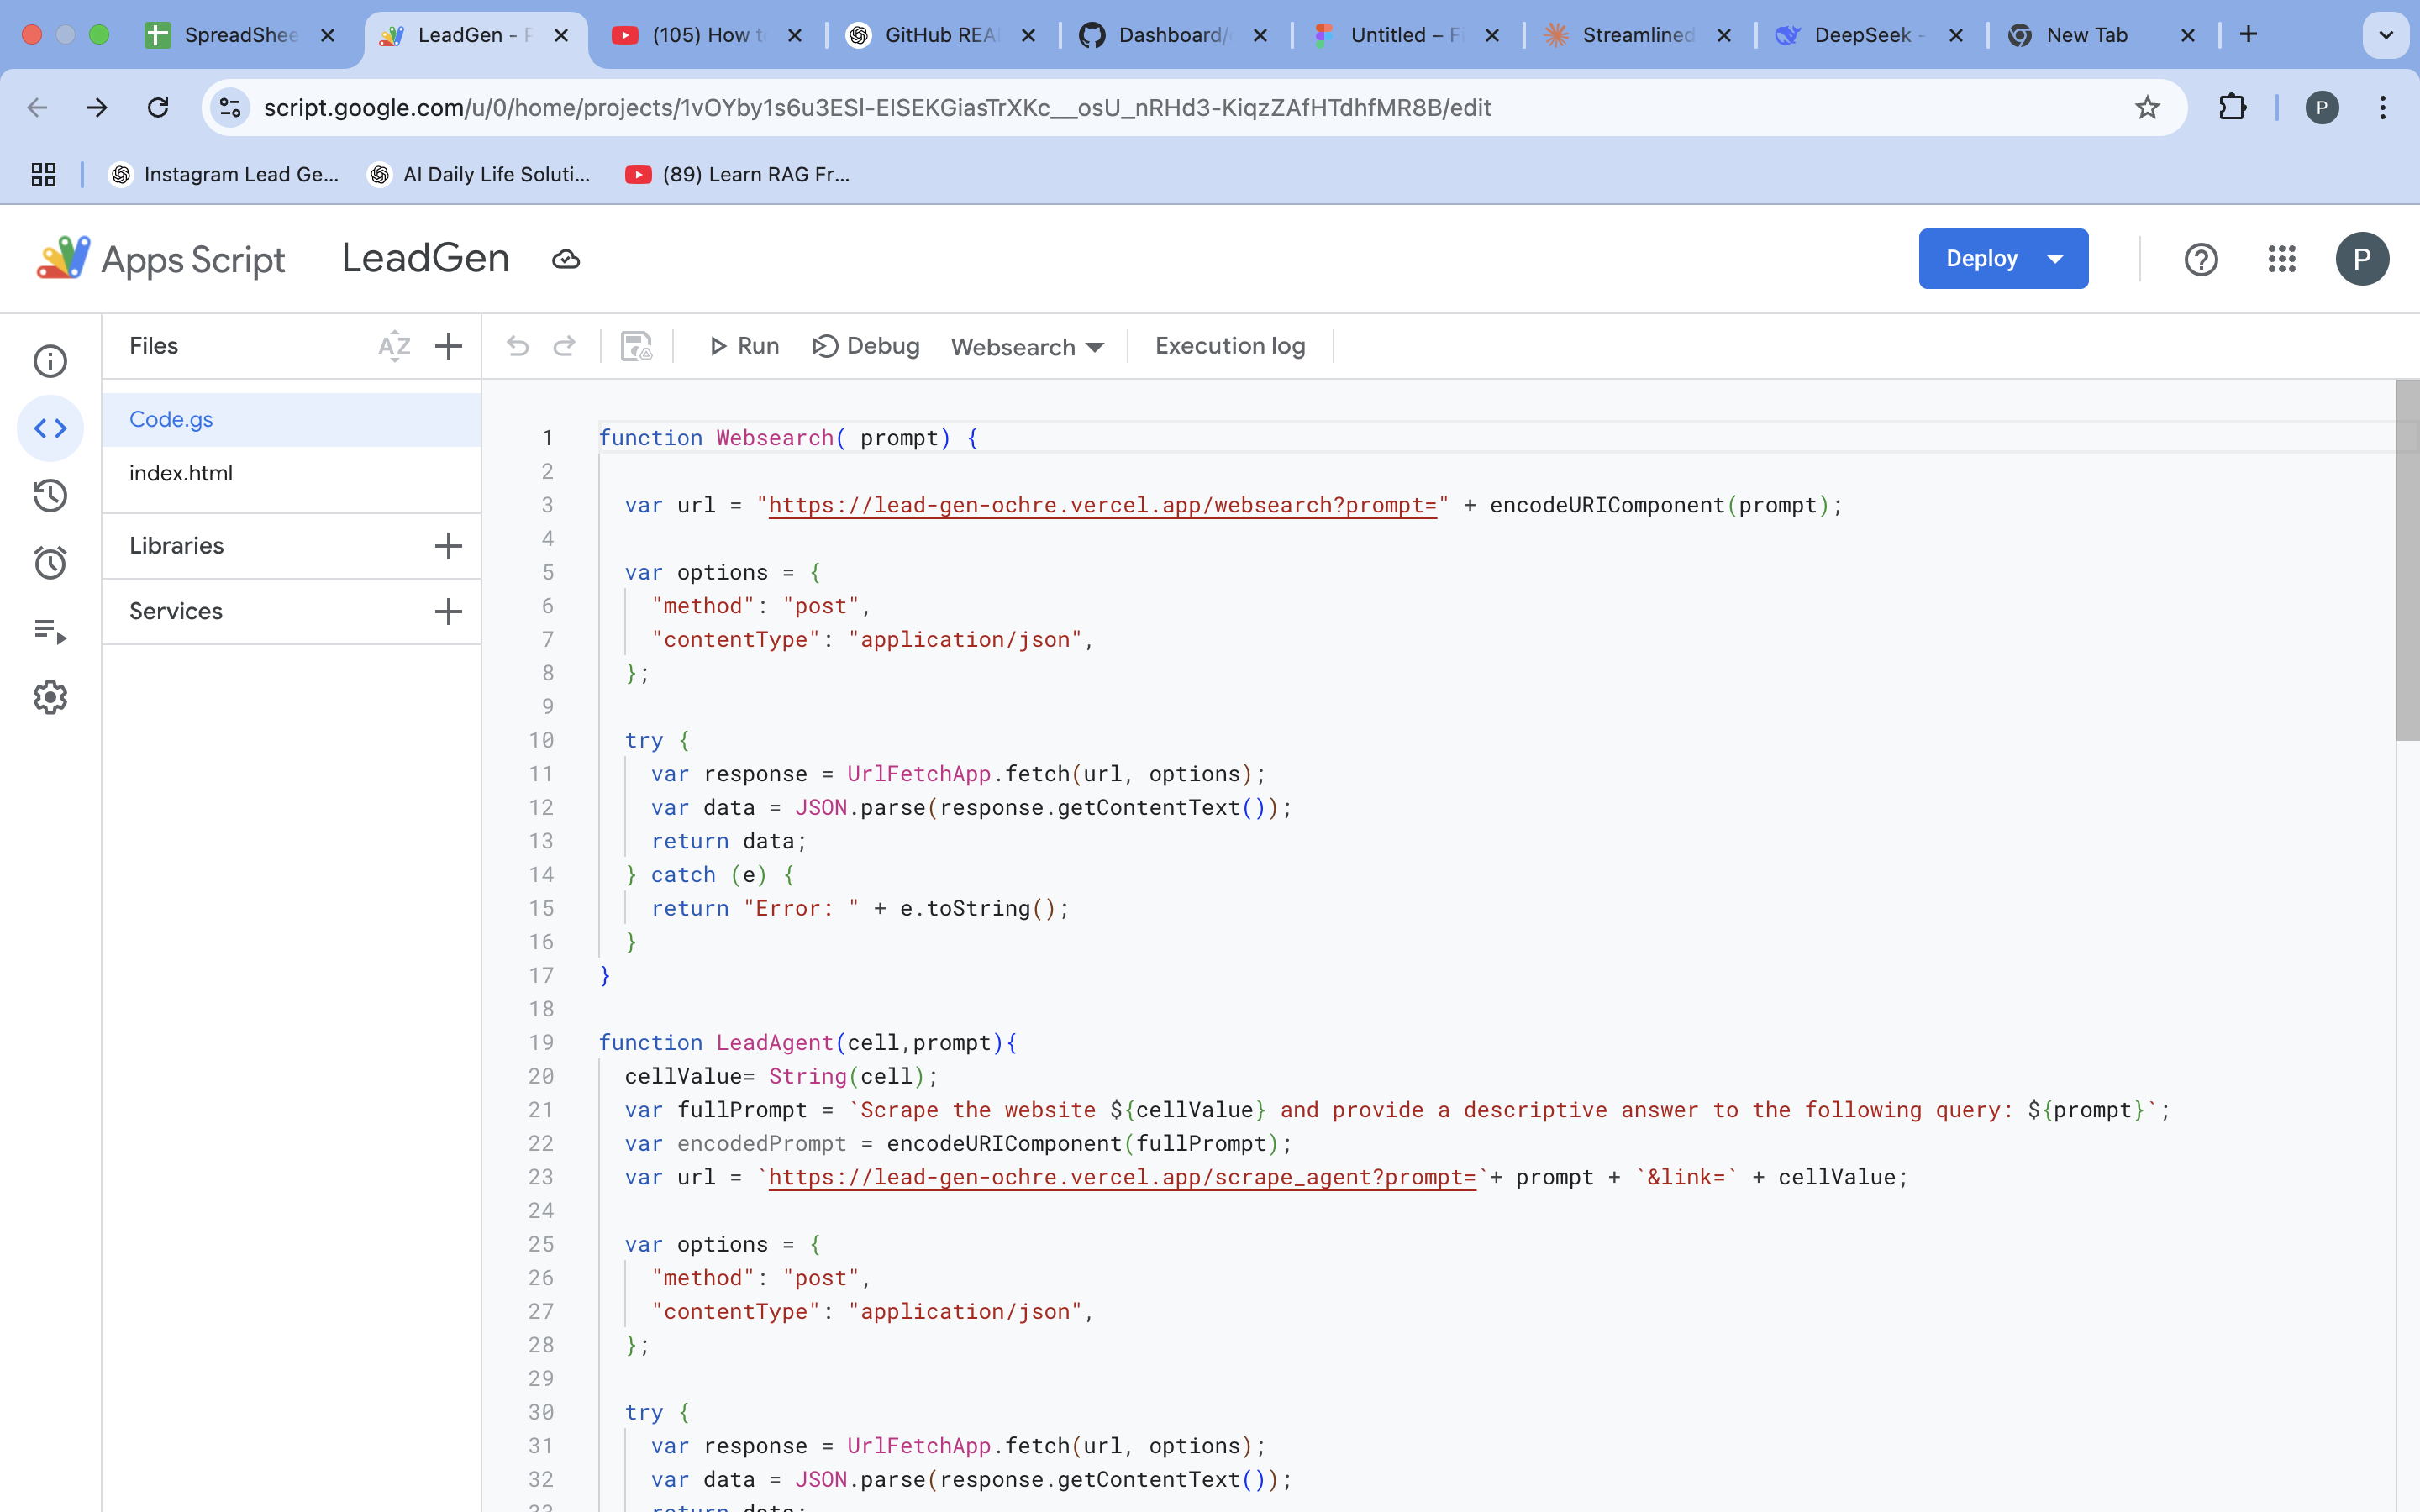 SpreadShee
LeadGen - P
(105) How to
GitHub REA
Dashboard/
Untitled – Fi
Streamlined
DeepSeek -
New Tab
script.google.com/u/0/home/projects/1vOYby1s6u3ESl-EISEKGiasTrXKc__osU_nRHd3-KiqzZAfHTdhfMR8B/edit
P
Instagram Lead Ge...
AI Daily Life Soluti...
(89) Learn RAG Fr...
Apps Script
LeadGen
Deploy
P
Files
AZ
Run
Debug
Websearch
Execution log
Code.gs
index.html
Libraries
Services
1 function Websearch( prompt) {
2
3 var url = "https://lead-gen-ochre.vercel.app/websearch?prompt=" + encodeURIComponent(prompt);
4
5 var options = {
6 "method": "post",
7 "contentType": "application/json",
8 };
9
10 try {
11 var response = UrlFetchApp.fetch(url, options);
12 var data = JSON.parse(response.getContentText());
13 return data;
14 } catch (e) {
15 return "Error: " + e.toString();
16 }
17 }
18
19 function LeadAgent(cell,prompt){
20 cellValue= String(cell);
21 var fullPrompt = `Scrape the website ${cellValue} and provide a descriptive answer to the following query: ${prompt}`;
22 var encodedPrompt = encodeURIComponent(fullPrompt);
23 var url = `https://lead-gen-ochre.vercel.app/scrape_agent?prompt=`+ prompt + `&link=` + cellValue;
24
25 var options = {
26 "method": "post",
27 "contentType": "application/json",
28 };
29
30 try {
31 var response = UrlFetchApp.fetch(url, options);
32 var data = JSON.parse(response.getContentText());
33 return data;